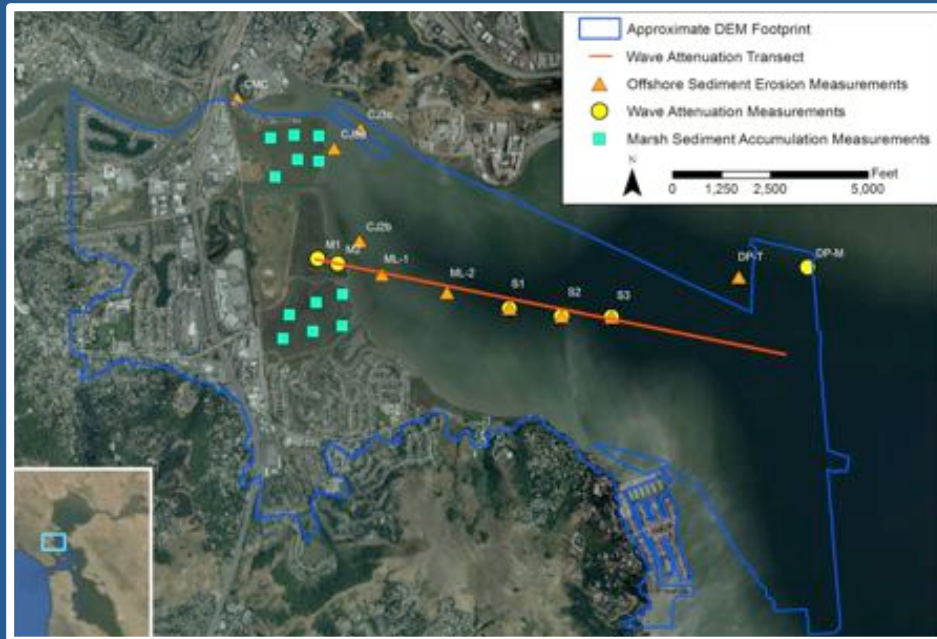 Approximate DEM Footprint
Wave Attenuation Transect
Offshore Sediment Erosion Measurements
Wave Attenuation Measurements
Marsh Sediment Accumulation Measurements
N
Feet
0 1,250 2,500 5,000
CMC
CJ3c
CJ2b
M1
M2
ML-1
ML-2
S1
S2
S3
DP-T
DP-M